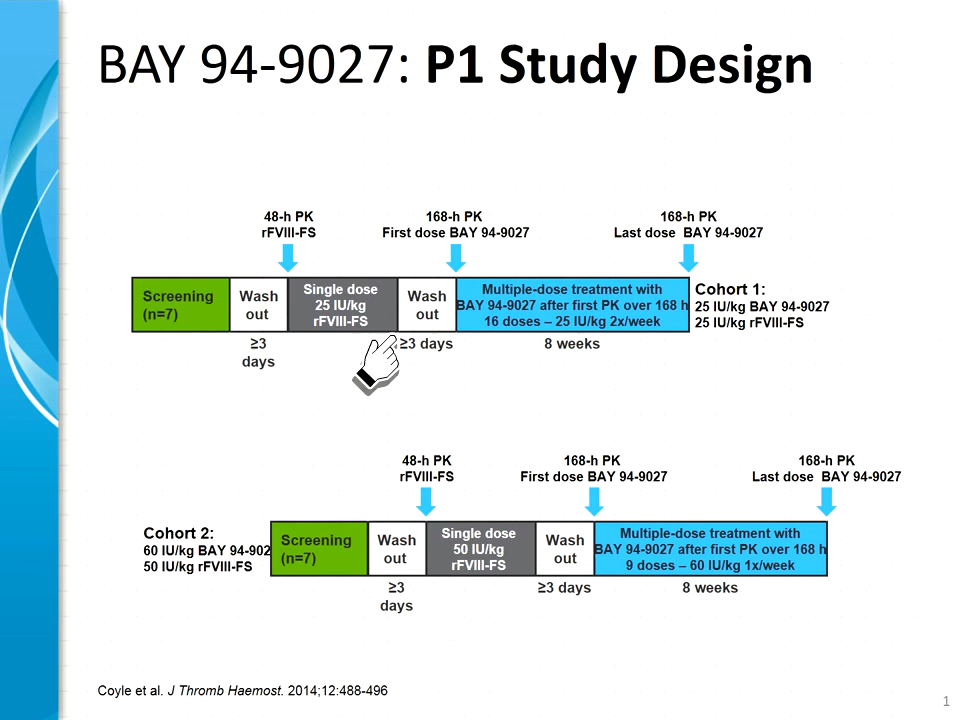 BAY 94-9027: P1 Study Design
48-h PK
rFVIII-FS
168-h PK
First dose BAY 94-9027
168-h PK
Last dose BAY 94-9027
Screening
(n=7)
Wash
out
Single dose
25 IU/kg
rFVIII-FS
Wash
out
Multiple-dose treatment with
BAY 94-9027 after first PK over 168 h
16 doses – 25 IU/kg 2x/week
Cohort 1:
25 IU/kg BAY 94-9027
25 IU/kg rFVIII-FS
≥3
days
≥3 days
8 weeks
48-h PK
rFVIII-FS
168-h PK
First dose BAY 94-9027
168-h PK
Last dose BAY 94-9027
Cohort 2:
60 IU/kg BAY 94-902
50 IU/kg rFVIII-FS
Screening
(n=7)
Wash
out
Single dose
50 IU/kg
rFVIII-FS
Wash
out
Multiple-dose treatment with
BAY 94-9027 after first PK over 168 h
9 doses – 60 IU/kg 1x/week
≥3
days
≥3 days
8 weeks
Coyle et al. J Thromb Haemost. 2014;12:488-496
1